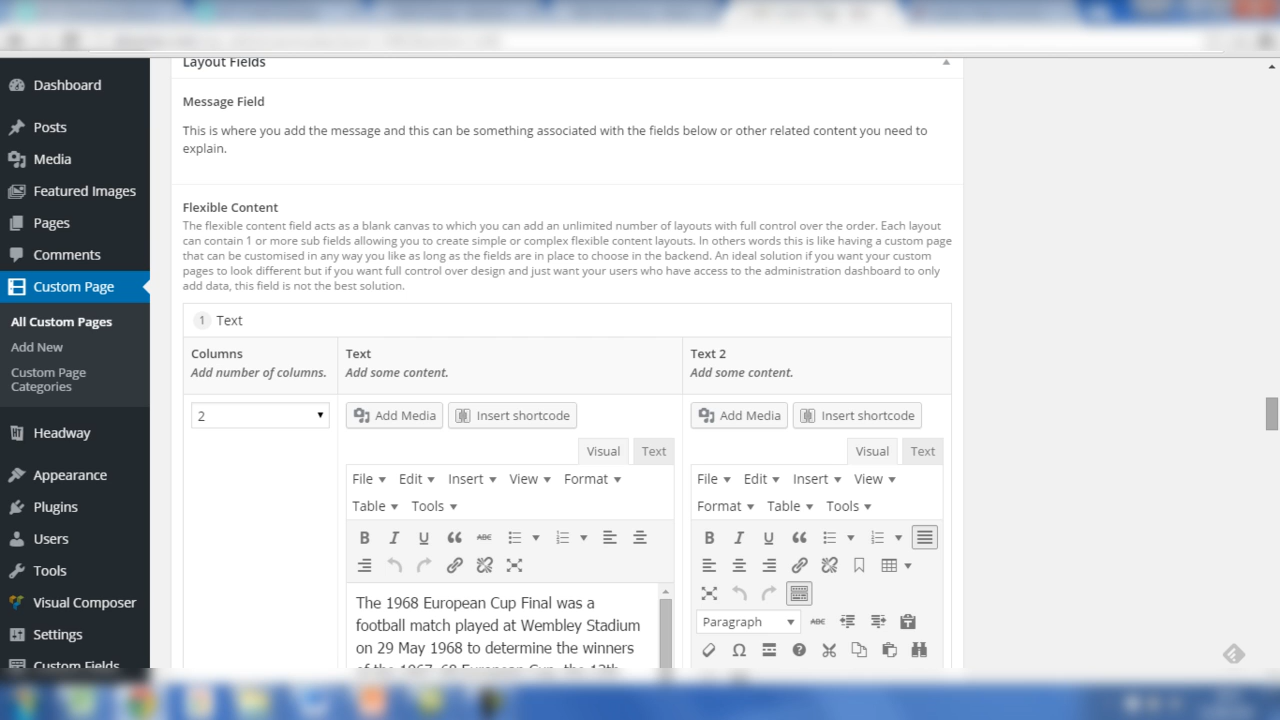 Layout Fields
Dashboard
Posts
Media
Featured Images
Pages
Comments
Custom Page
All Custom Pages
Add New
Custom Page
Categories
Headway
Appearance
Plugins
Users
Tools
Visual Composer
Settings
Custom Fields
Message Field
This is where you add the message and this can be something associated with the fields below or other related content you need to
explain.
Flexible Content
The flexible content field acts as a blank canvas to which you can add an unlimited number of layouts with full control over the order. Each layout
can contain 1 or more sub fields allowing you to create simple or complex flexible content layouts. In others words this is like having a custom page
that can be customised in any way you like as long as the fields are in place to choose in the backend. An ideal solution if you want your custom
pages to look different but if you want full control over design and just want your users who have access to the administration dashboard to only
add data, this field is not the best solution.
1 Text
Columns
Add number of columns.
2
Text
Add some content.
Add Media Insert shortcode
Visual Text
File Edit Insert View Format
Table Tools
B I U ABC
The 1968 European Cup Final was a
football match played at Wembley Stadium
on 29 May 1968 to determine the winners
of the 1967–68 European Cup, the 13th
Text 2
Add some content.
Add Media Insert shortcode
Visual Text
File Edit Insert View
Format Table Tools
B I U
Paragraph ABC